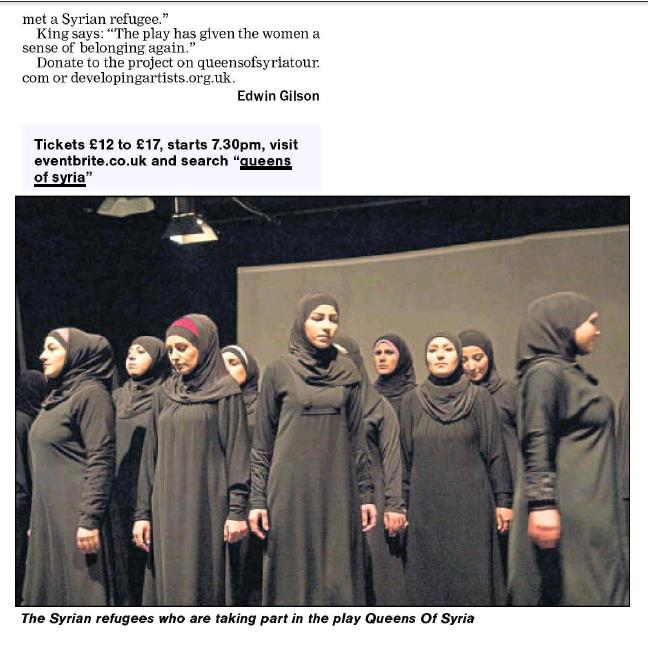 met a Syrian refugee.”
King says: “The play has given the women a
sense of belonging again.”
Donate to the project on queensofsyriatour.
com or developingartists.org.uk.
Edwin Gilson
Tickets £12 to £17, starts 7.30pm, visit
eventbrite.co.uk and search “queens
of syria”
The Syrian refugees who are taking part in the play Queens Of Syria